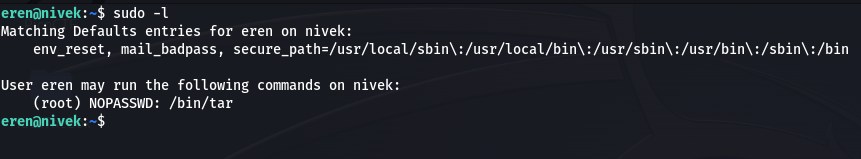 eren@nivek:~$ sudo -l
Matching Defaults entries for eren on nivek:
    env_reset, mail_badpass, secure_path=/usr/local/sbin\:/usr/local/bin\:/usr/sbin\:/usr/bin\:/sbin\:/bin

User eren may run the following commands on nivek:
    (root) NOPASSWD: /bin/tar
eren@nivek:~$